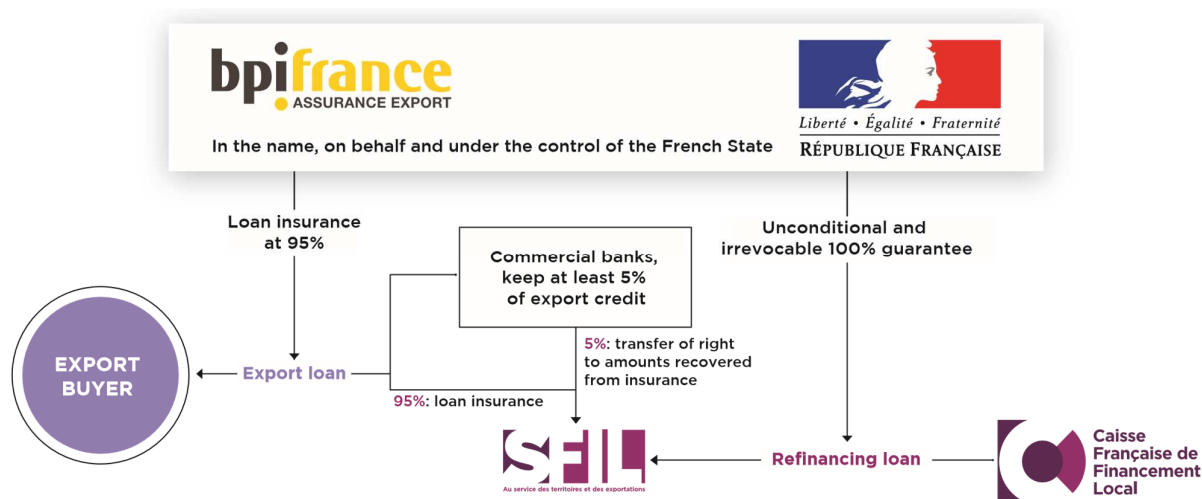 bpifrance
ASSURANCE EXPORT
In the name, on behalf and under the control of the French State
Liberté • Égalité • Fraternité
RÉPUBLIQUE FRANÇAISE
Loan insurance
at 95%
Unconditional and
irrevocable 100% guarantee
Commercial banks,
keep at least 5%
of export credit
EXPORT
BUYER
Export loan
5%: transfer of right
to amounts recovered
from insurance
95%: loan insurance
SFIL
Au service des territoires et des exportations
Refinancing loan
Caisse
Française de
Financement
Local